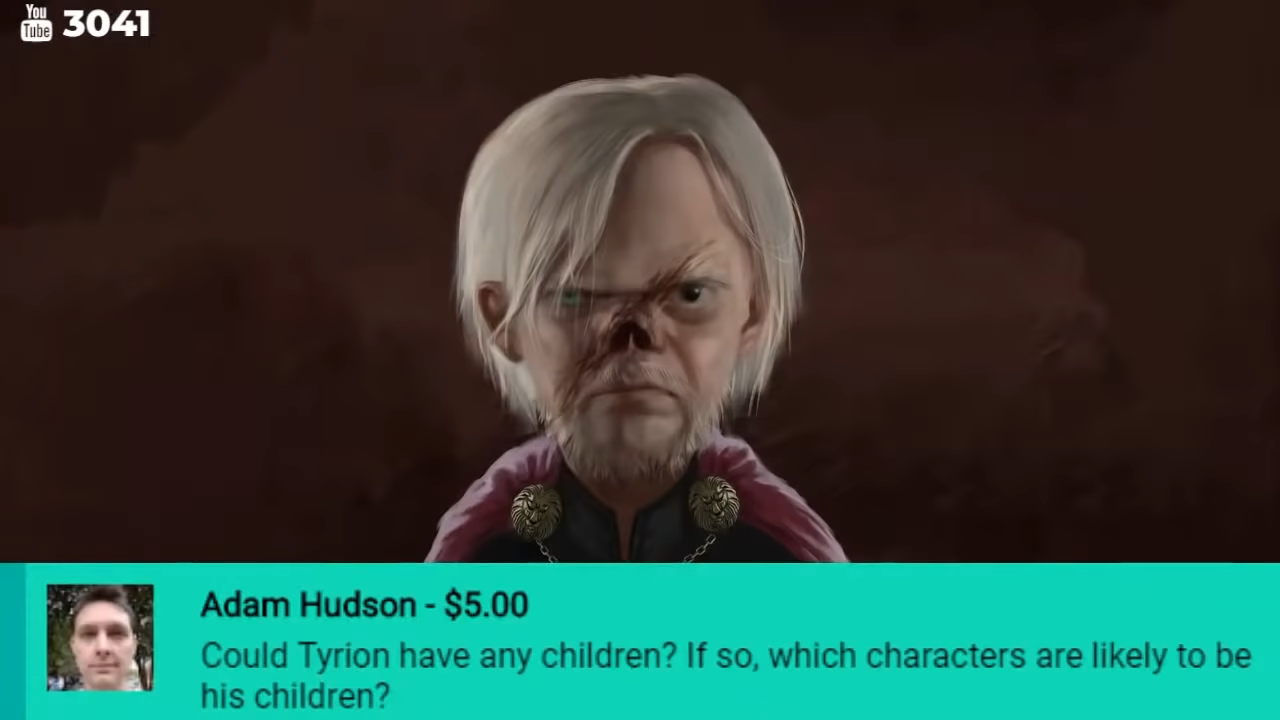 You
Tube
3041
Adam Hudson - $5.00
Could Tyrion have any children? If so, which characters are likely to be
his children?